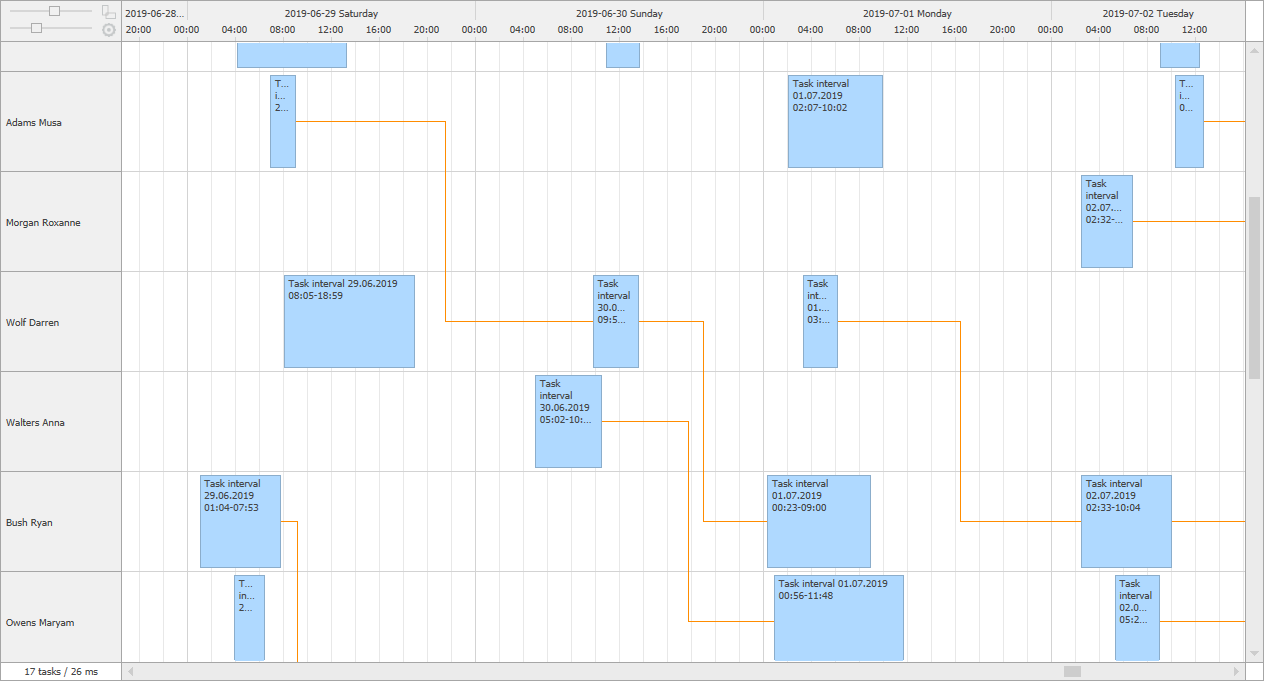 2019-06-28... 2019-06-29 Saturday 2019-06-30 Sunday 2019-07-01 Monday 2019-07-02 Tuesday
20:00 00:00 04:00 08:00 12:00 16:00 20:00 00:00 04:00 08:00 12:00 16:00 20:00 00:00 04:00 08:00 12:00 16:00 20:00 00:00 04:00 08:00 12:00
Adams Musa
T...
i...
2...
Task interval
01.07.2019
02:07-10:02
T...
i...
0...
Morgan Roxanne
Task
interval
02.07....
02:32-...
Wolf Darren
Task interval 29.06.2019
08:05-18:59
Task
interval
30.0...
09:5...
Task
int...
01....
03:...
Walters Anna
Task
interval
30.06.2019
05:02-10:...
Bush Ryan
Task interval
29.06.2019
01:04-07:53
Task interval
01.07.2019
00:23-09:00
Task interval
02.07.2019
02:33-10:04
Owens Maryam
T...
in...
2...
Task interval 01.07.2019
00:56-11:48
Task
interval
02.0...
05:2...
17 tasks / 26 ms